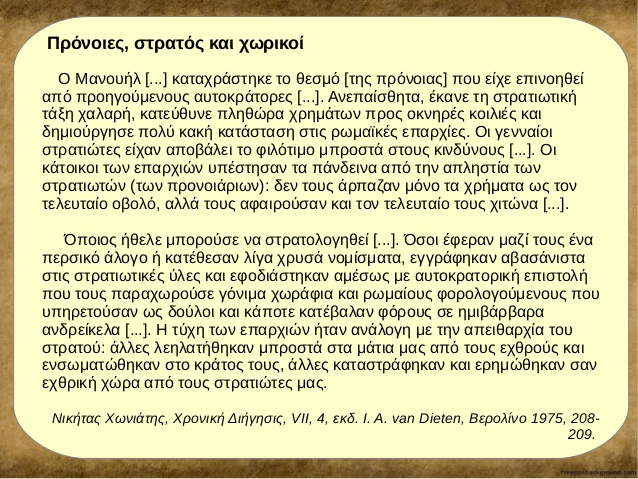 Πρόνοιες, στρατός και χωρικοί
Ο Μανουήλ [...] καταχράστηκε το θεσμό [της πρόνοιας] που είχε επινοηθεί
από προηγούμενους αυτοκράτορες [...]. Ανεπαίσθητα, έκανε τη στρατιωτική
τάξη χαλαρή, κατεύθυνε πληθώρα χρημάτων προς οκνηρές κοιλιές και
δημιούργησε πολύ κακή κατάσταση στις ρωμαϊκές επαρχίες. Οι γενναίοι
στρατιώτες είχαν αποβάλει το φιλότιμο μπροστά στους κινδύνους [...]. Οι
κάτοικοι των επαρχιών υπέστησαν τα πάνδεινα από την απληστία των
στρατιωτών (των προνοιάριων): δεν τους άρπαζαν μόνο τα χρήματα ως τον
τελευταίο οβολό, αλλά τους αφαιρούσαν και τον τελευταίο τους χιτώνα [...].
Όποιος ήθελε μπορούσε να στρατολογηθεί [...]. Όσοι έφεραν μαζί τους ένα
περσικό άλογο ή κατέθεσαν λίγα χρυσά νομίσματα, εγγράφηκαν αβασάνιστα
στις στρατιωτικές ύλες και εφοδιάστηκαν αμέσως με αυτοκρατορική επιστολή
που τους παραχωρούσε γόνιμα χωράφια και ρωμαίους φορολογούμενους που
υπηρετούσαν ως δούλοι και κάποτε κατέβαλαν φόρους σε ημιβάρβαρα
ανδρείκελα [...]. Η τύχη των επαρχιών ήταν ανάλογη με την απειθαρχία του
στρατού: άλλες λεηλατήθηκαν μπροστά στα μάτια μας από τους εχθρούς και
ενσωματώθηκαν στο κράτος τους, άλλες καταστράφηκαν και ερημώθηκαν σαν
εχθρική χώρα από τους στρατιώτες μας.
Νικήτας Χωνιάτης, Χρονική Διήγησις, VII, 4, εκδ. I. A. van Dieten, Βερολίνο 1975, 208-
209.